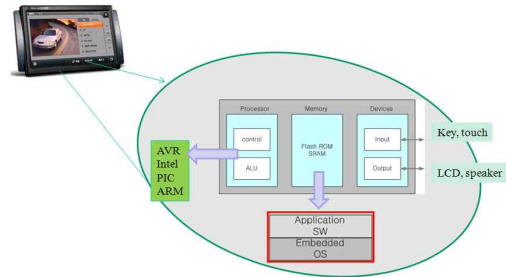 Processor
Memory
Devices
control
ALU
Flash ROM
SRAM
Input
Output
Key, touch
LCD, speaker
AVR
Intel
PIC
ARM
Application
SW
Embedded
OS